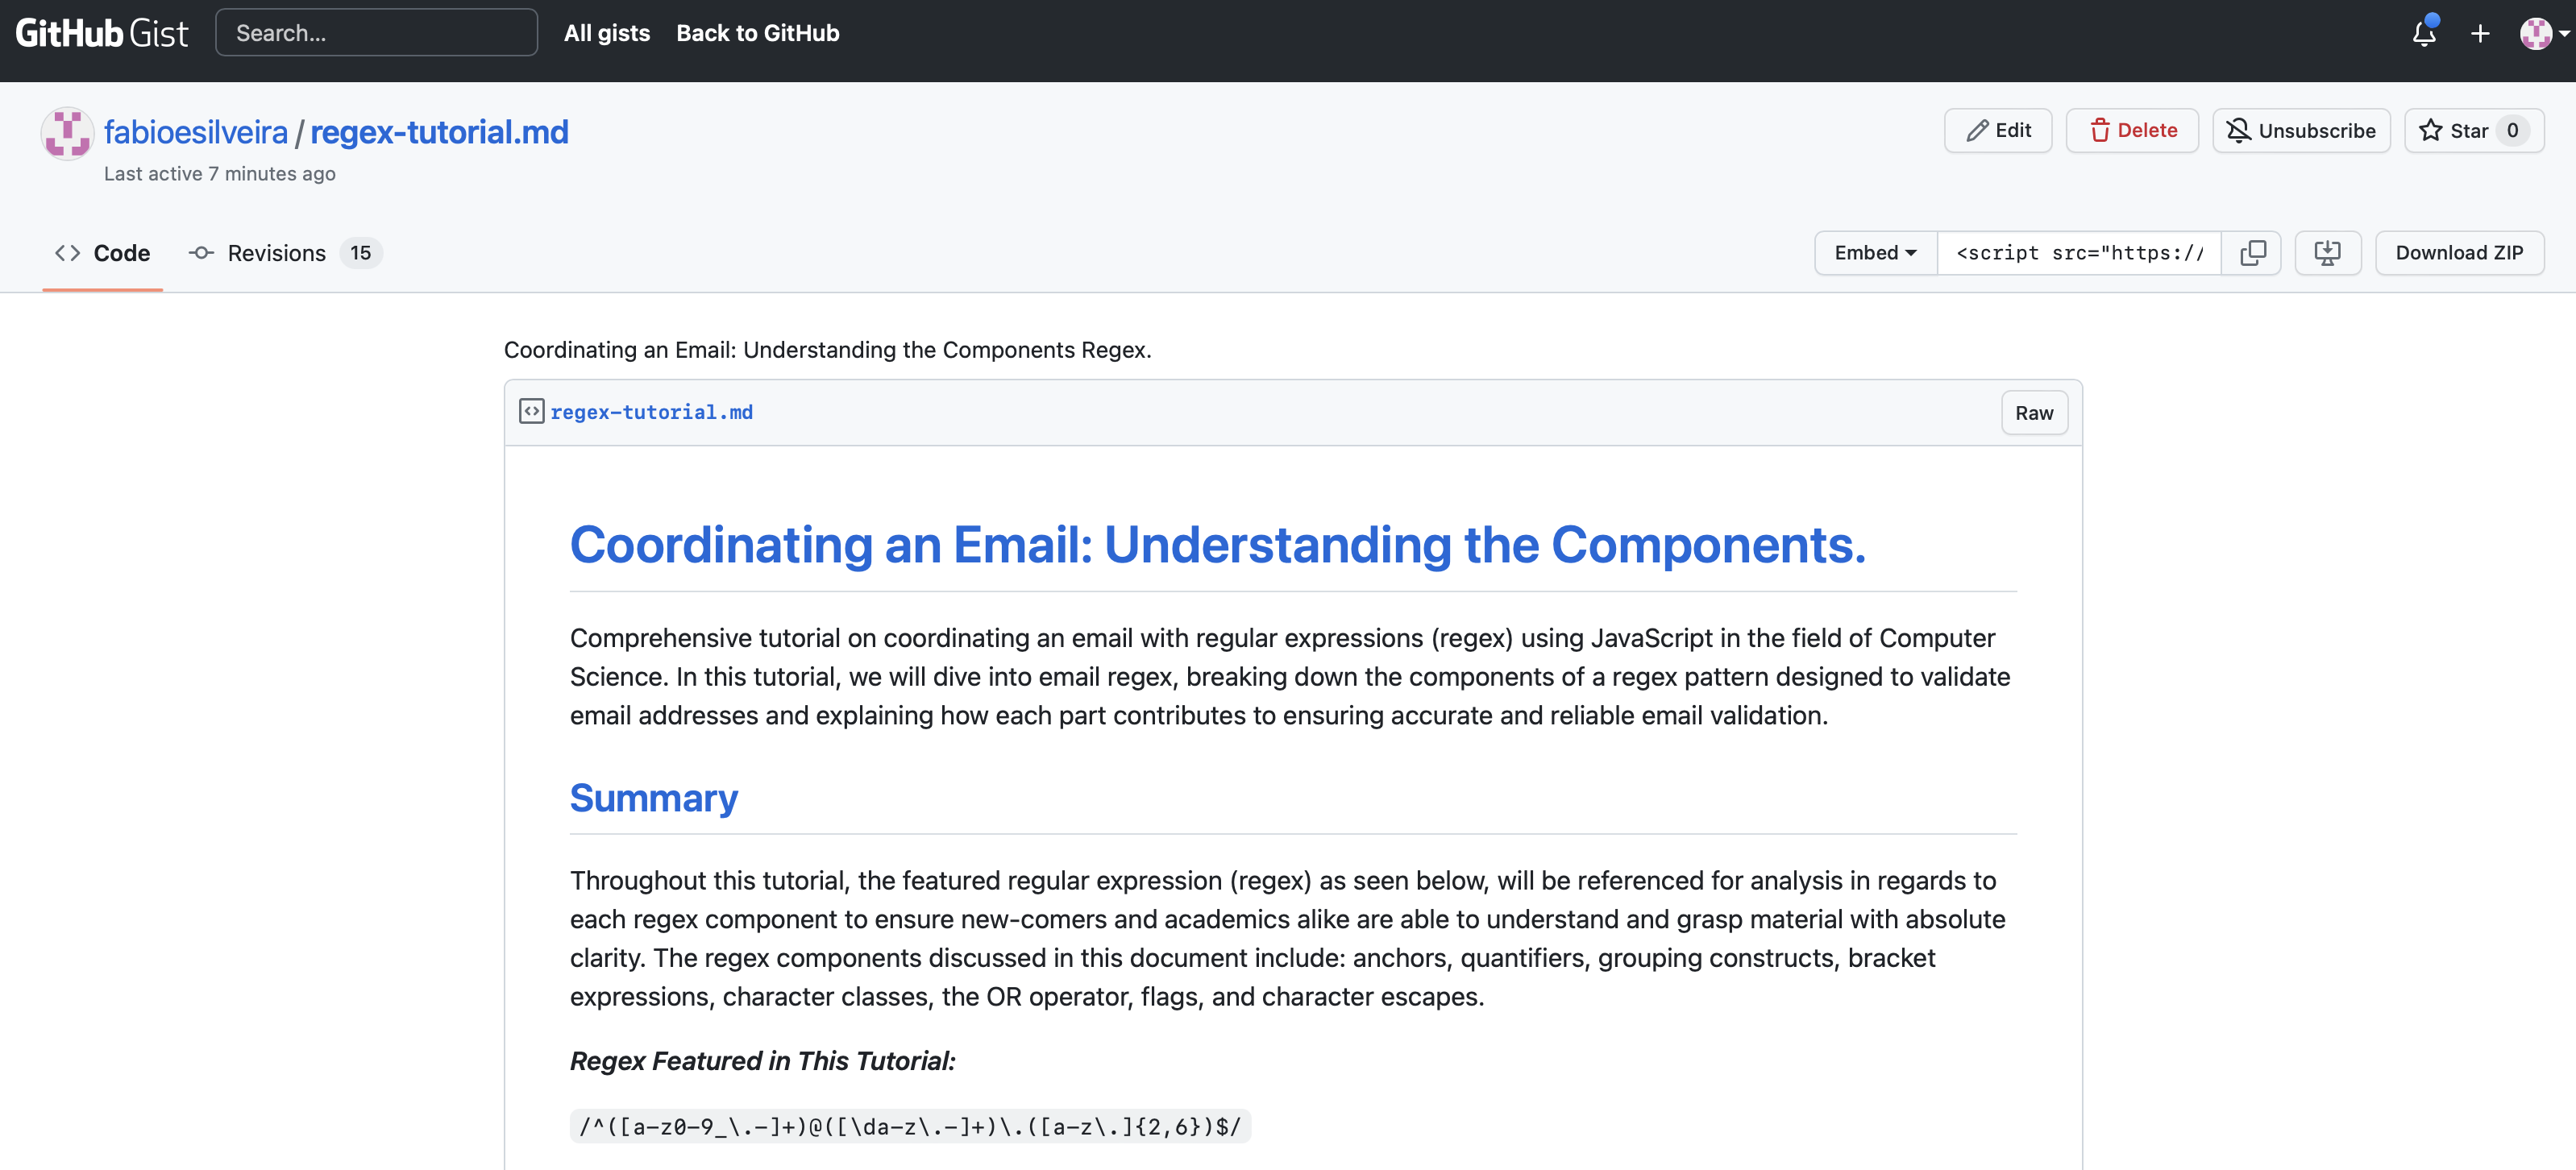 GitHub Gist Search... All gists Back to GitHub
fabioesilveira / regex-tutorial.md
Last active 7 minutes ago
Edit Delete Unsubscribe Star 0
Code Revisions 15
Embed <script src="https:// Download ZIP
Coordinating an Email: Understanding the Components Regex.
regex-tutorial.md Raw
Coordinating an Email: Understanding the Components.
Comprehensive tutorial on coordinating an email with regular expressions (regex) using JavaScript in the field of Computer
Science. In this tutorial, we will dive into email regex, breaking down the components of a regex pattern designed to validate
email addresses and explaining how each part contributes to ensuring accurate and reliable email validation.
Summary
Throughout this tutorial, the featured regular expression (regex) as seen below, will be referenced for analysis in regards to
each regex component to ensure new-comers and academics alike are able to understand and grasp material with absolute
clarity. The regex components discussed in this document include: anchors, quantifiers, grouping constructs, bracket
expressions, character classes, the OR operator, flags, and character escapes.
Regex Featured in This Tutorial:
/^([a-z0-9_\.-]+)@([\da-z\.-]+)\.([a-z\.]{2,6})$/